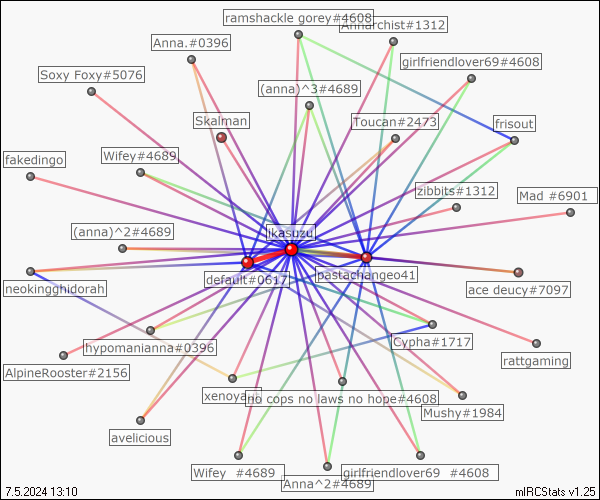 ramshackle gorey#4608
Annarchist#1312
Anna.#0396
girlfriendlover69#4608
Soxy Foxy#5076
(anna)^3#4689
Skalman
Toucan#2473
frisout
fakedingo
Wifey#4689
zibbits#1312
Mad #6901
(anna)^2#4689
ikasuzu
default#0617
pastachangeo41
neokingghidorah
ace deucy#7097
hypomanianna#0396
Cypha#1717
rattgaming
AlpineRooster#2156
no cops no laws no hope#4608
Mushy#1984
avelicious
Wifey #4689
Anna^2#4689
girlfriendlover69 #4608
7.5.2024 13:10
mIRCStats v1.25